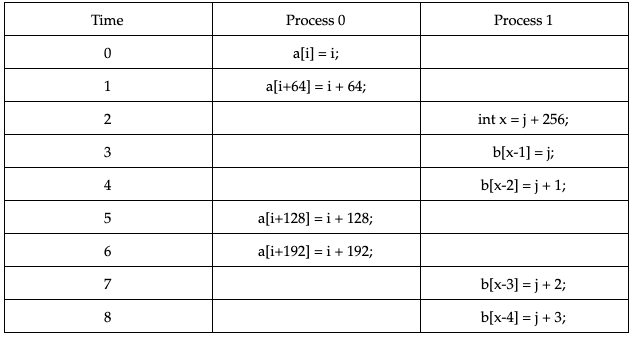 Time Process 0 Process 1
0 a[i] = i;
1 a[i+64] = i + 64;
2 int x = j + 256;
3 b[x-1] = j;
4 b[x-2] = j + 1;
5 a[i+128] = i + 128;
6 a[i+192] = i + 192;
7 b[x-3] = j + 2;
8 b[x-4] = j + 3;